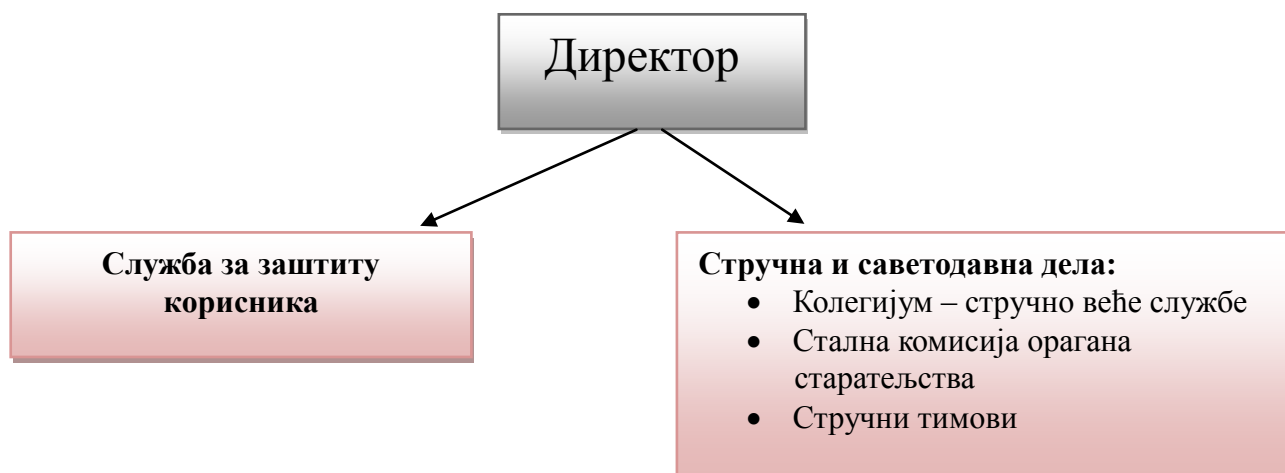 Директор
Служба за заштиту
корисника
Стручна и саветодавна дела:
• Колегијум – стручно веће службе
• Стална комисија орагана
старатељства
• Стручни тимови